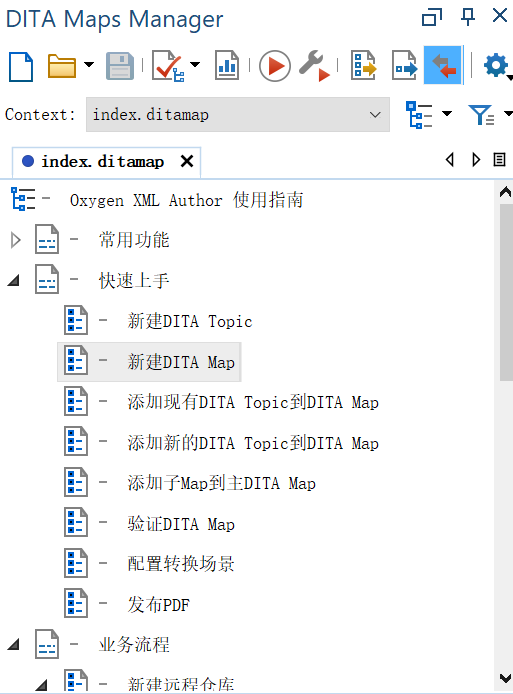 DITA Maps Manager
Context: index.ditamap
index.ditamap
Oxygen XML Author 使用指南
常用功能
快速上手
新建DITA Topic
新建DITA Map
添加现有DITA Topic到DITA Map
添加新的DITA Topic到DITA Map
添加子Map到主DITA Map
验证DITA Map
配置转换场景
发布PDF
业务流程
新建远程仓库